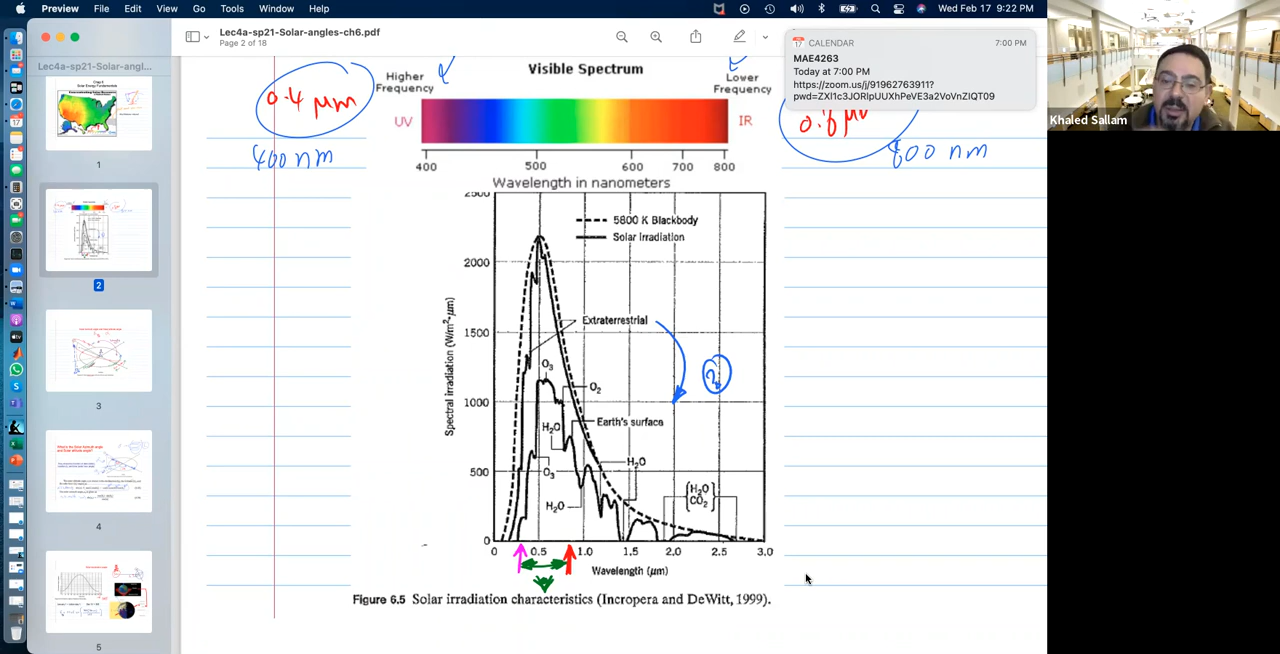 Preview File Edit View Go Tools Window Help
Wed Feb 17 9:22 PM
Lec4a-sp21-Solar-angles-ch6.pdf
Page 2 of 18
CALENDAR 7:00 PM
MAE4263
Today at 7:00 PM
https://zoom.us/j/91962763911?
pwd=ZXI1c3JORlpUUXhPeVE3a2VoVnZIQT09
Khaled Sallam
Lec4a-sp21-Solar-angl...
1
2
3
4
5
Higher
Frequency
Visible Spectrum
Lower
Frequency
0.4 μm
UV
IR
400 nm
800 nm
400 500 600 700 800
Wavelength in nanometers
2500
2000
1500
1000
500
0
Spectral irradiation (W/m²·μm)
5800 K Blackbody
Solar irradiation
Extraterrestrial
O3
O2
Earth's surface
H2O
H2O
O3
H2O
H2O
CO2
0 0.5 1.0 1.5 2.0 2.5 3.0
Wavelength (μm)
Figure 6.5 Solar irradiation characteristics (Incropera and DeWitt, 1999).